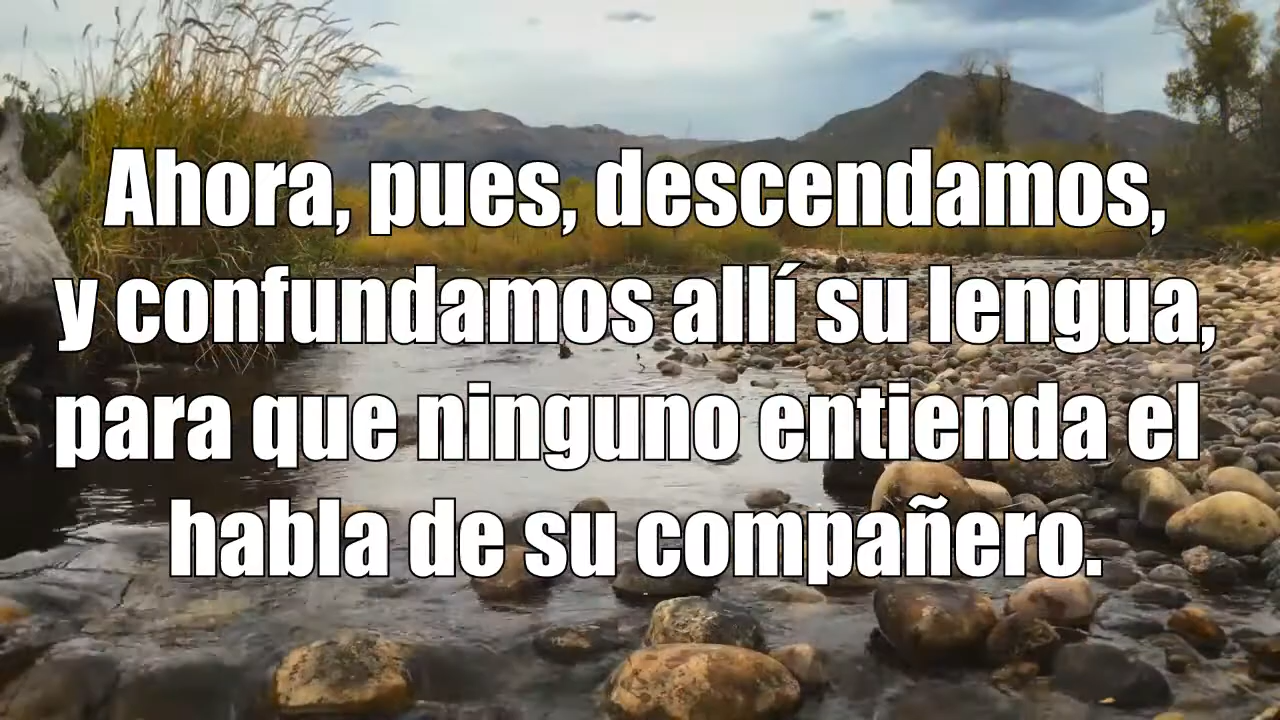 Ahora, pues, descendamos,
y confundamos allí su lengua,
para que ninguno entienda el
habla de su compañero.